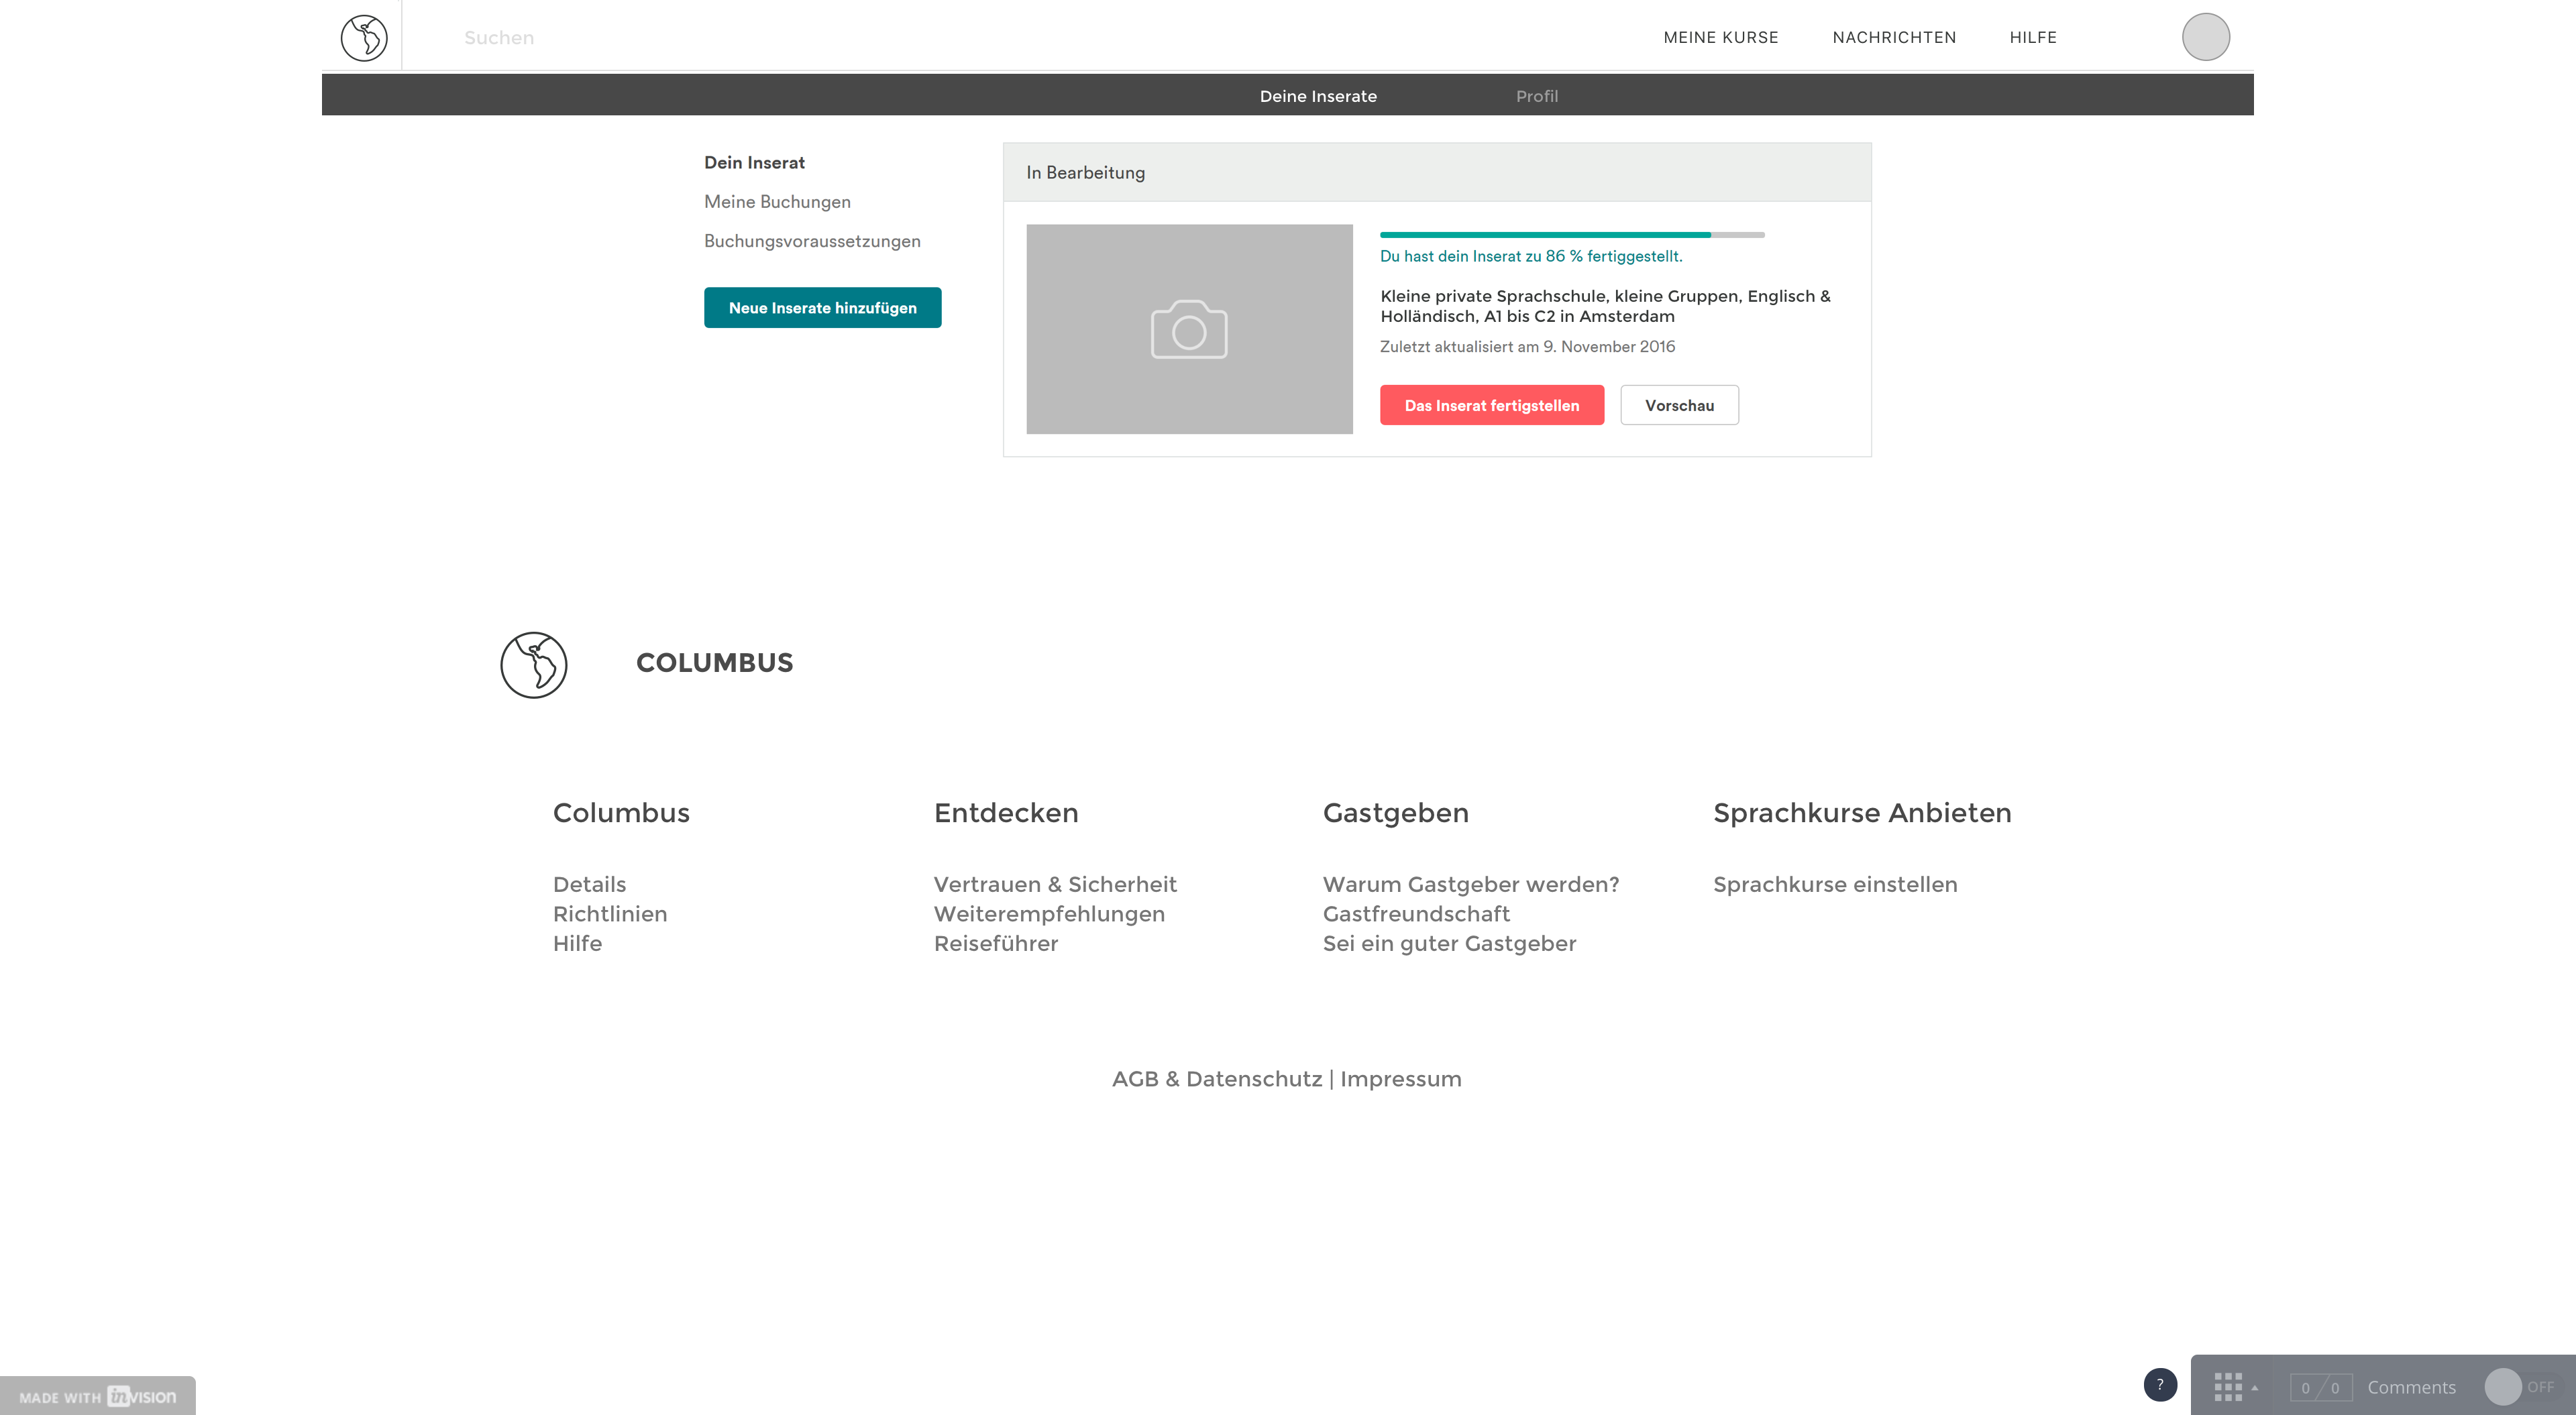 Suchen
MEINE KURSE
NACHRICHTEN
HILFE
Deine Inserate
Profil
Dein Inserat
Meine Buchungen
Buchungsvoraussetzungen
Neue Inserate hinzufügen
In Bearbeitung
Du hast dein Inserat zu 86 % fertiggestellt.
Kleine private Sprachschule, kleine Gruppen, Englisch &
Holländisch, A1 bis C2 in Amsterdam
Zuletzt aktualisiert am 9. November 2016
Das Inserat fertigstellen
Vorschau
COLUMBUS
Columbus
Details
Richtlinien
Hilfe
Entdecken
Vertrauen & Sicherheit
Weiterempfehlungen
Reiseführer
Gastgeben
Warum Gastgeber werden?
Gastfreundschaft
Sei ein guter Gastgeber
Sprachkurse Anbieten
Sprachkurse einstellen
AGB & Datenschutz | Impressum
MADE WITH inVISION
?
0 / 0
Comments
OFF